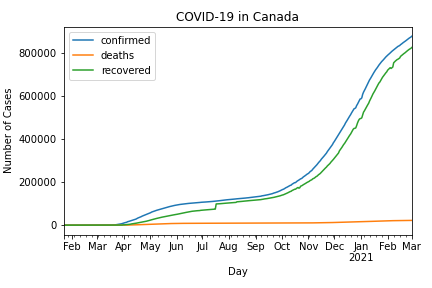 COVID-19 in Canada
confirmed
deaths
recovered
800000
600000
400000
200000
0
Number of Cases
Feb Mar Apr May Jun Jul Aug Sep Oct Nov Dec Jan Feb Mar
2021
Day